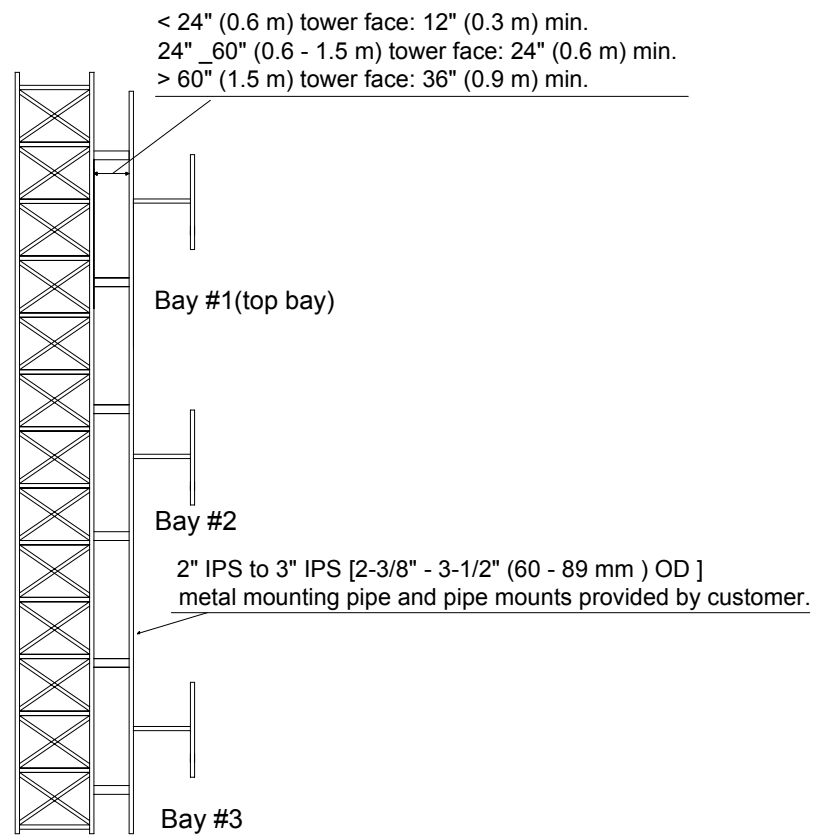 < 24" (0.6 m) tower face: 12" (0.3 m) min.
24" _60" (0.6 - 1.5 m) tower face: 24" (0.6 m) min.
> 60" (1.5 m) tower face: 36" (0.9 m) min.
Bay #1(top bay)
Bay #2
2" IPS to 3" IPS [2-3/8" - 3-1/2" (60 - 89 mm ) OD ]
metal mounting pipe and pipe mounts provided by customer.
Bay #3